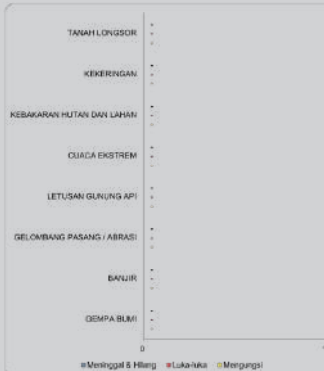 TANAH LONGSOR
KEKERINGAN
KEBAKARAN HUTAN DAN LAHAN
CUACA EKSTREM
LETUSAN GUNUNG API
GELOMBANG PASANG / ABRASI
BANJIR
GEMPA BUMI
0 1
Meninggal & Hilang Luka-luka Mengungsi